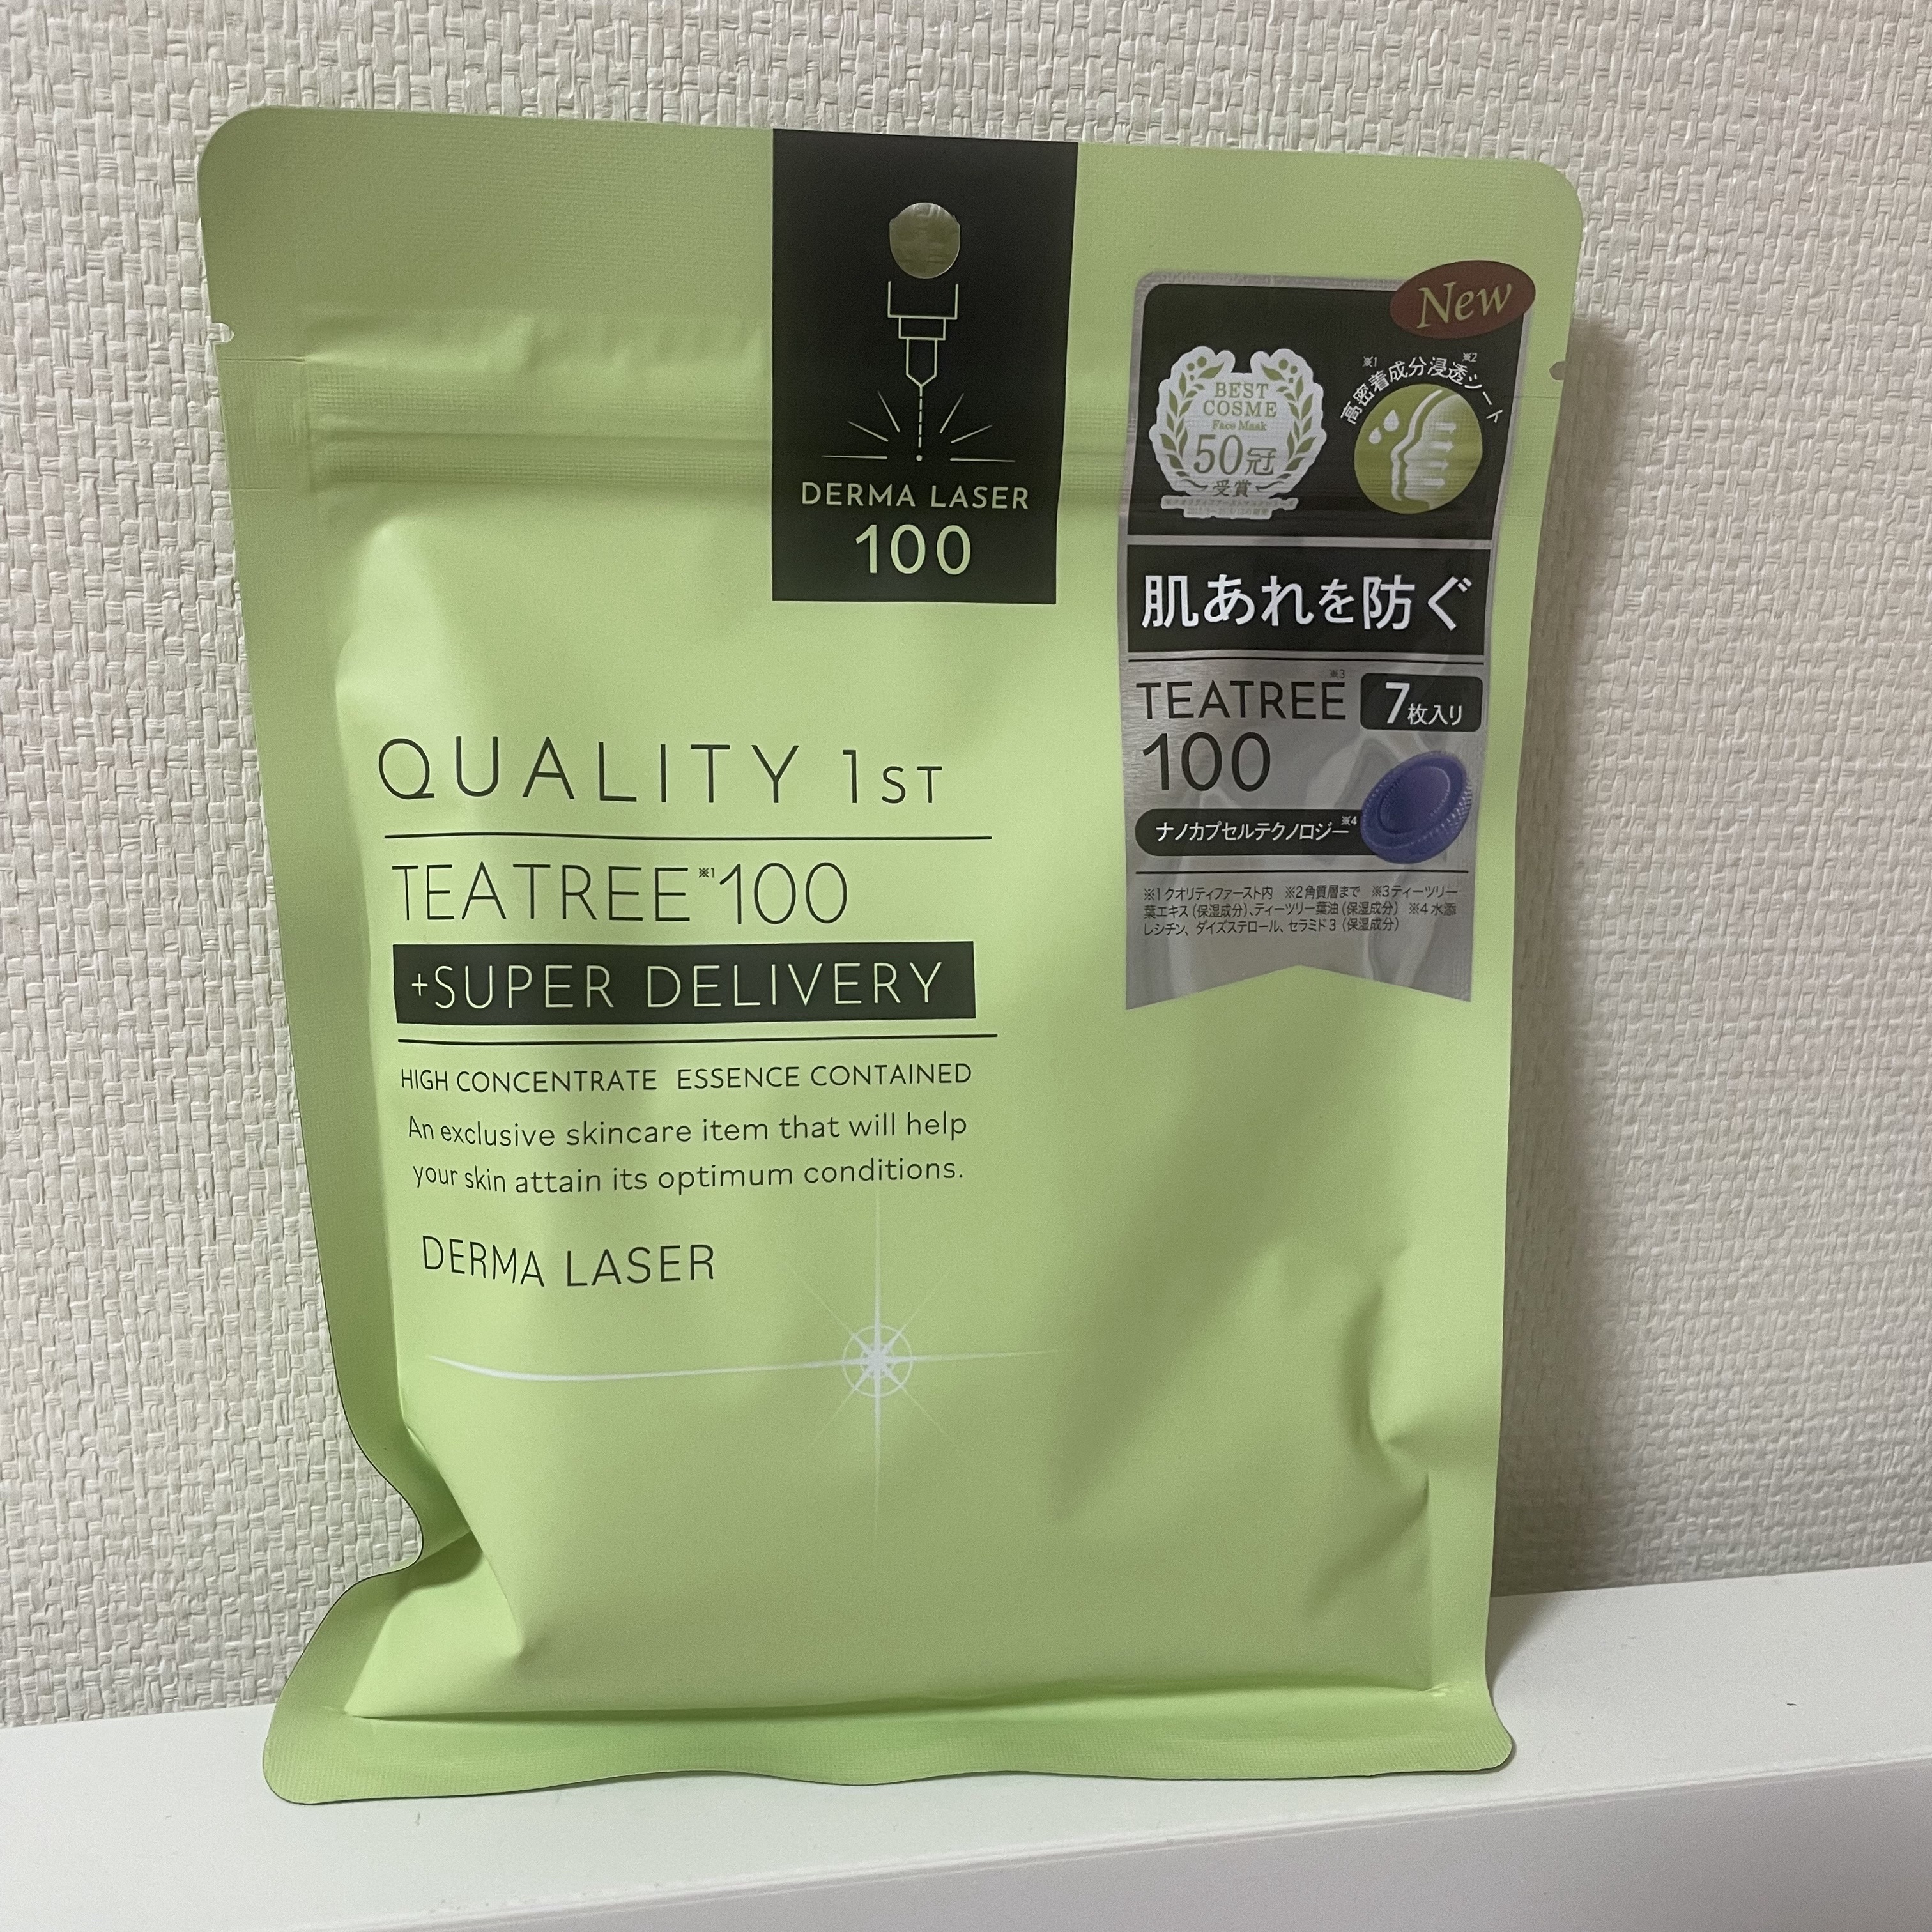 DERMA LASER
100
New
BEST
COSME
Face Mask
50冠
受賞
※1 ※2
高密着成分浸透シート
肌あれを防ぐ
TEATREE※3
100
7枚入り
ナノカプセルテクノロジー※4
※1クオリティファースト内 ※2角質層まで ※3ティーツリー
葉エキス(保湿成分)、ティーツリー葉油(保湿成分) ※4水添
レシチン、ダイズステロール、セラミド3(保湿成分)
QUALITY 1ST
TEATREE※1100
+SUPER DELIVERY
HIGH CONCENTRATE ESSENCE CONTAINED
An exclusive skincare item that will help
your skin attain its optimum conditions.
DERMA LASER